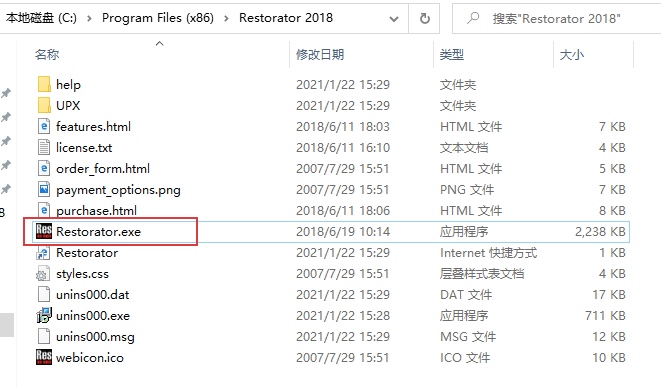 本地磁盘 (C:) › Program Files (x86) › Restorator 2018 搜索"Restorator 2018"
名称 修改日期 类型 大小
help 2021/1/22 15:29 文件夹
UPX 2021/1/22 15:29 文件夹
features.html 2018/6/11 18:03 HTML 文件 7 KB
license.txt 2018/6/11 16:10 文本文档 4 KB
order_form.html 2007/7/29 15:51 HTML 文件 5 KB
payment_options.png 2007/7/29 15:51 PNG 文件 7 KB
purchase.html 2018/6/11 18:06 HTML 文件 8 KB
Restorator.exe 2018/6/19 10:14 应用程序 2,238 KB
Restorator 2021/1/22 15:29 Internet 快捷方式 1 KB
styles.css 2007/7/29 15:51 层叠样式表文档 4 KB
unins000.dat 2021/1/22 15:29 DAT 文件 17 KB
unins000.exe 2021/1/22 15:28 应用程序 711 KB
unins000.msg 2021/1/22 15:29 MSG 文件 12 KB
webicon.ico 2007/7/29 15:51 ICO 文件 10 KB